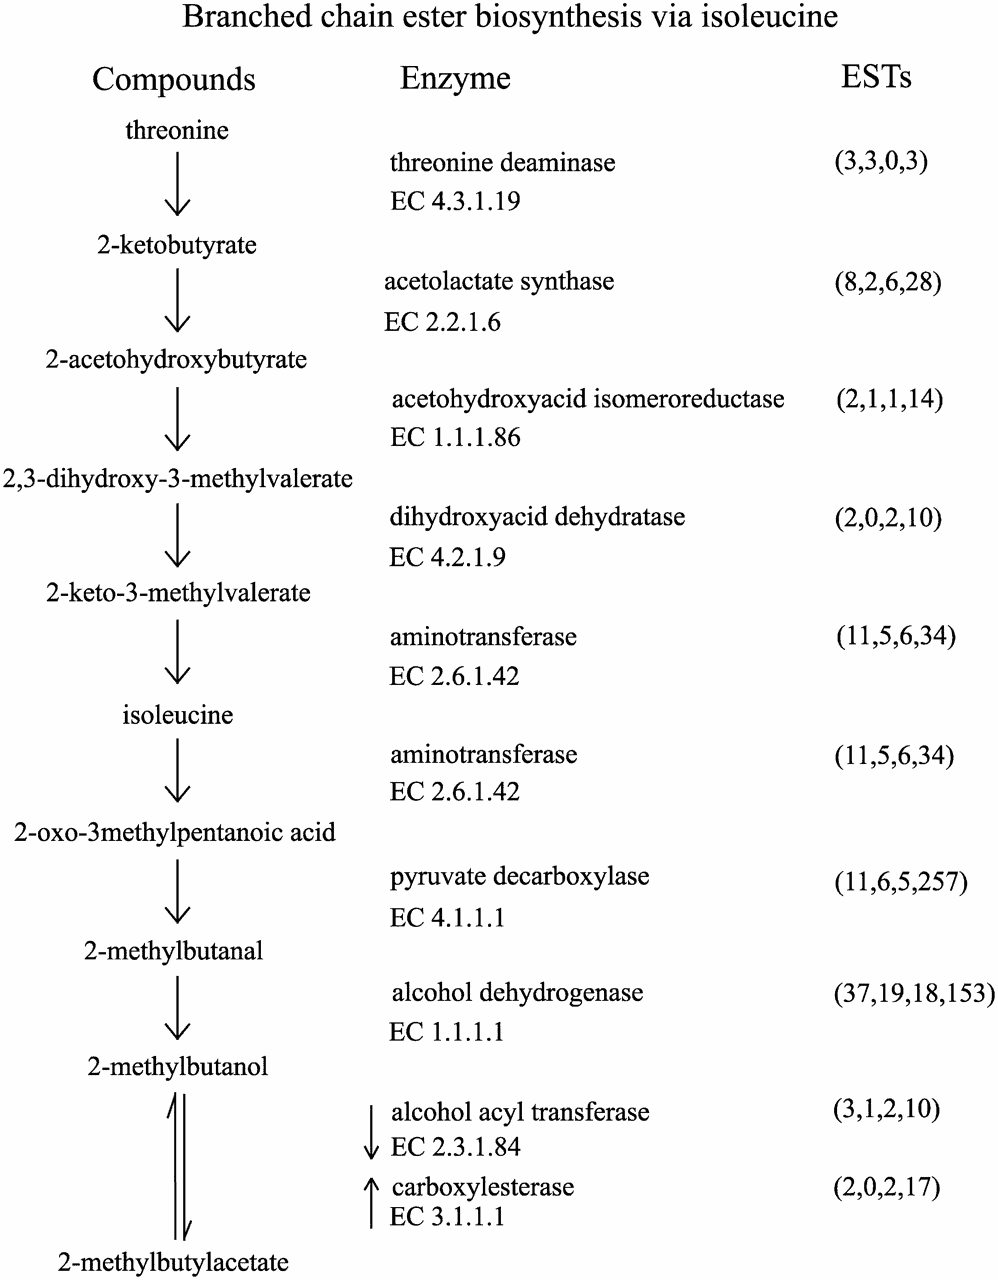 Branched chain ester biosynthesis via isoleucine
Compounds Enzyme ESTs
threonine
threonine deaminase (3,3,0,3)
EC 4.3.1.19
2-ketobutyrate
acetolactate synthase (8,2,6,28)
EC 2.2.1.6
2-acetohydroxybutyrate
acetohydroxyacid isomeroreductase (2,1,1,14)
EC 1.1.1.86
2,3-dihydroxy-3-methylvalerate
dihydroxyacid dehydratase (2,0,2,10)
EC 4.2.1.9
2-keto-3-methylvalerate
aminotransferase (11,5,6,34)
EC 2.6.1.42
isoleucine
aminotransferase (11,5,6,34)
EC 2.6.1.42
2-oxo-3methylpentanoic acid
pyruvate decarboxylase (11,6,5,257)
EC 4.1.1.1
2-methylbutanal
alcohol dehydrogenase (37,19,18,153)
EC 1.1.1.1
2-methylbutanol
alcohol acyl transferase (3,1,2,10)
EC 2.3.1.84
carboxylesterase (2,0,2,17)
EC 3.1.1.1
2-methylbutylacetate